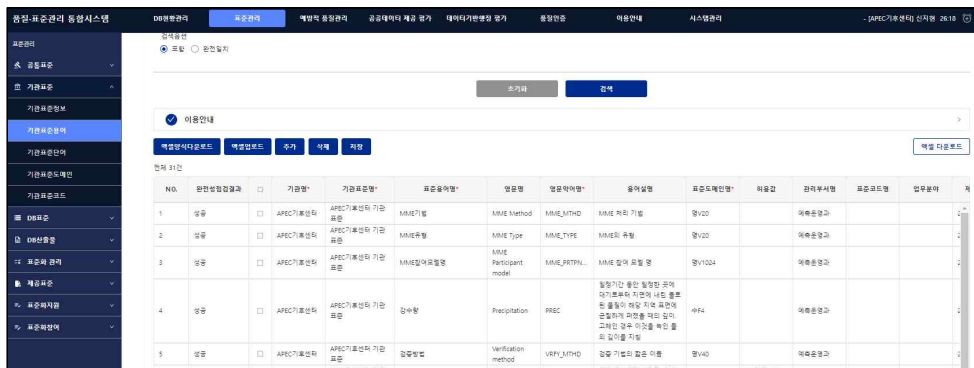 품질·표준관리 통합시스템
DB현황관리 표준관리 예방적 품질관리 공공데이터 제공 평가 데이터기반행정 평가 품질인증 이용안내 시스템관리 - [APEC기후센터] 신지현 26:18
표준관리
공통표준
기관표준
기관표준정보
기관표준용어
기관표준단어
기관표준도메인
기관표준코드
DB표준
DB산출물
표준화 관리
제공표준
표준화지원
표준화참여
검색옵션
포함 완전일치
초기화 검색
이용안내
엑셀양식다운로드 엑셀업로드 추가 삭제 저장 엑셀 다운로드
전체 31건
NO. 완전성점검결과 기관명* 기관표준명* 표준용어명* 영문명 영문약어명* 용어설명 표준도메인명* 허용값 관리부서명 표준코드명 업무분야
1 성공 APEC기후센터 APEC기후센터 기관 표준 MME기법 MME Method MME_MTHD MME 처리 기법 명V20 예측운영과
2 성공 APEC기후센터 APEC기후센터 기관 표준 MME유형 MME Type MME_TYPE MME의 유형 명V20 예측운영과
3 성공 APEC기후센터 APEC기후센터 기관 표준 MME참여모델명 MME Participant model MME_PRTPN... MME 참여 모델 명 명V1024 예측운영과
4 성공 APEC기후센터 APEC기후센터 기관 표준 강수량 Precipitation PREC 일정기간 동안 일정한 곳에 대기로부터 지면에 내린 물로 된 물질이 해당 지역 표면에 균질하게 퍼졌을 때의 깊이. 고체인 경우 이것을 녹인 물의 깊이를 지칭 수F4 예측운영과
5 성공 APEC기후센터 APEC기후센터 기관 표준 검증방법 Verification method VRFY_MTHD 검증 기법의 짧은 이름 명V40 예측운영과